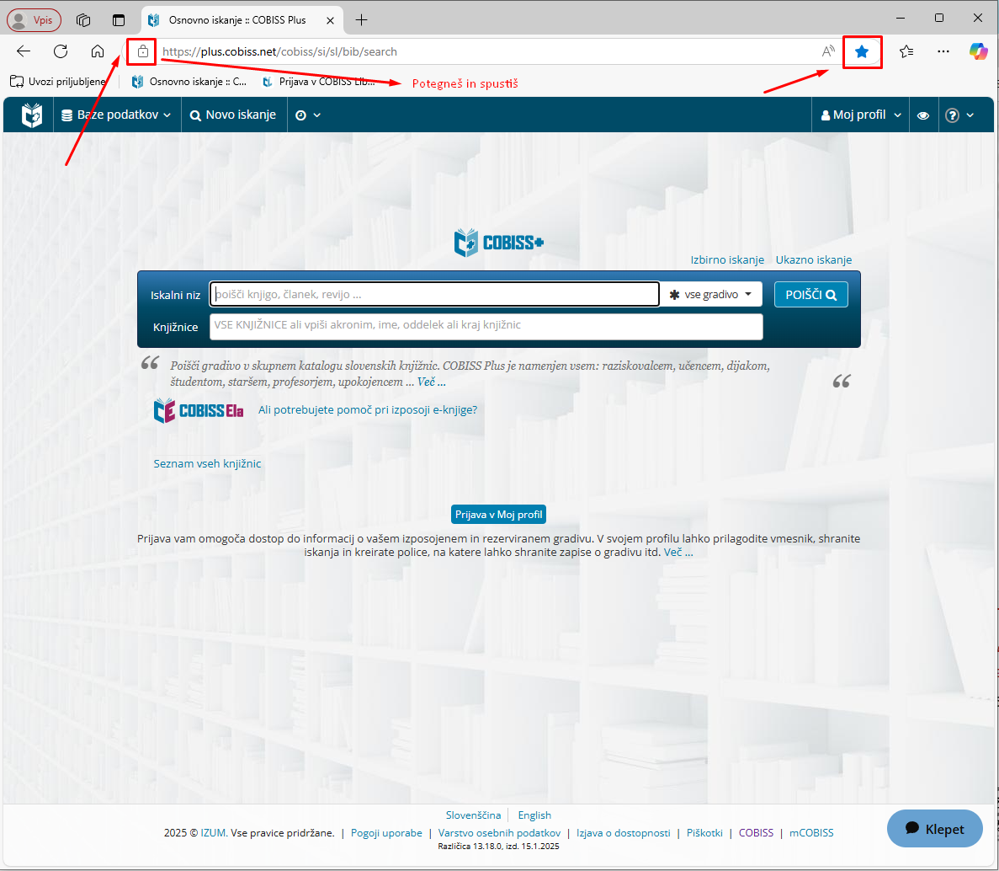 Vpis
Osnovno iskanje :: COBISS Plus
https://plus.cobiss.net/cobiss/si/sl/bib/search
Uvozi priljubljene
Osnovno iskanje :: C...
Prijava v COBISS Lib...
Potegneš in spustiš
Baze podatkov
Novo iskanje
Moj profil
COBISS+
Izbirno iskanje
Ukazno iskanje
Iskalni niz
poišči knjigo, članek, revijo ...
vse gradivo
POIŠČI
Knjižnice
VSE KNJIŽNICE ali vpiši akronim, ime, oddelek ali kraj knjižnic
Poišči gradivo v skupnem katalogu slovenskih knjižnic. COBISS Plus je namenjen vsem: raziskovalcem, učencem, dijakom,
študentom, staršem, profesorjem, upokojencem ... Več ...
COBISS Ela
Ali potrebujete pomoč pri izposoji e-knjige?
Seznam vseh knjižnic
Prijava v Moj profil
Prijava vam omogoča dostop do informacij o vašem izposojenem in rezerviranem gradivu. V svojem profilu lahko prilagodite vmesnik, shranite
iskanja in kreirate police, na katere lahko shranite zapise o gradivu itd. Več ...
Slovenščina | English
2025 © IZUM. Vse pravice pridržane. | Pogoji uporabe | Varstvo osebnih podatkov | Izjava o dostopnosti | Piškotki | COBISS | mCOBISS
Različica 13.18.0, izd. 15.1.2025
Klepet